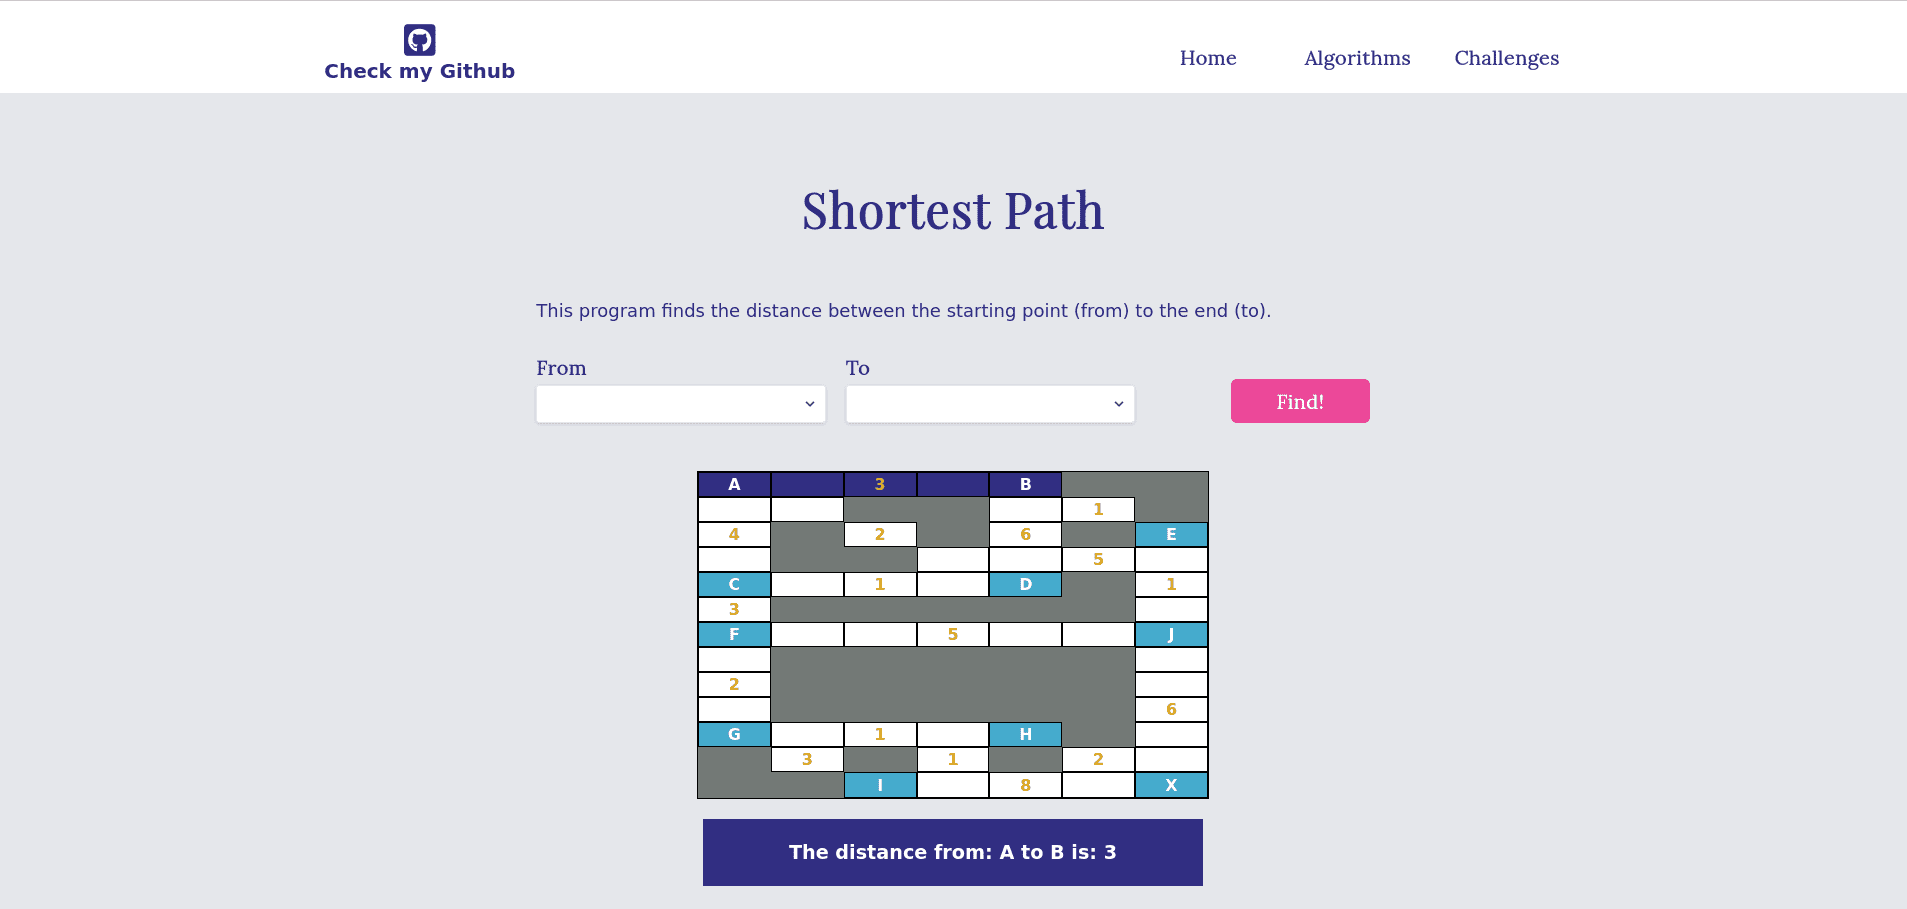 Check my Github
Home Algorithms Challenges
Shortest Path
This program finds the distance between the starting point (from) to the end (to).
From To
Find!
A 3 B
1
4 2 6 E
5
C 1 D 1
3
F 5 J
2
6
G 1 H
3 1 2
I 8 X
The distance from: A to B is: 3